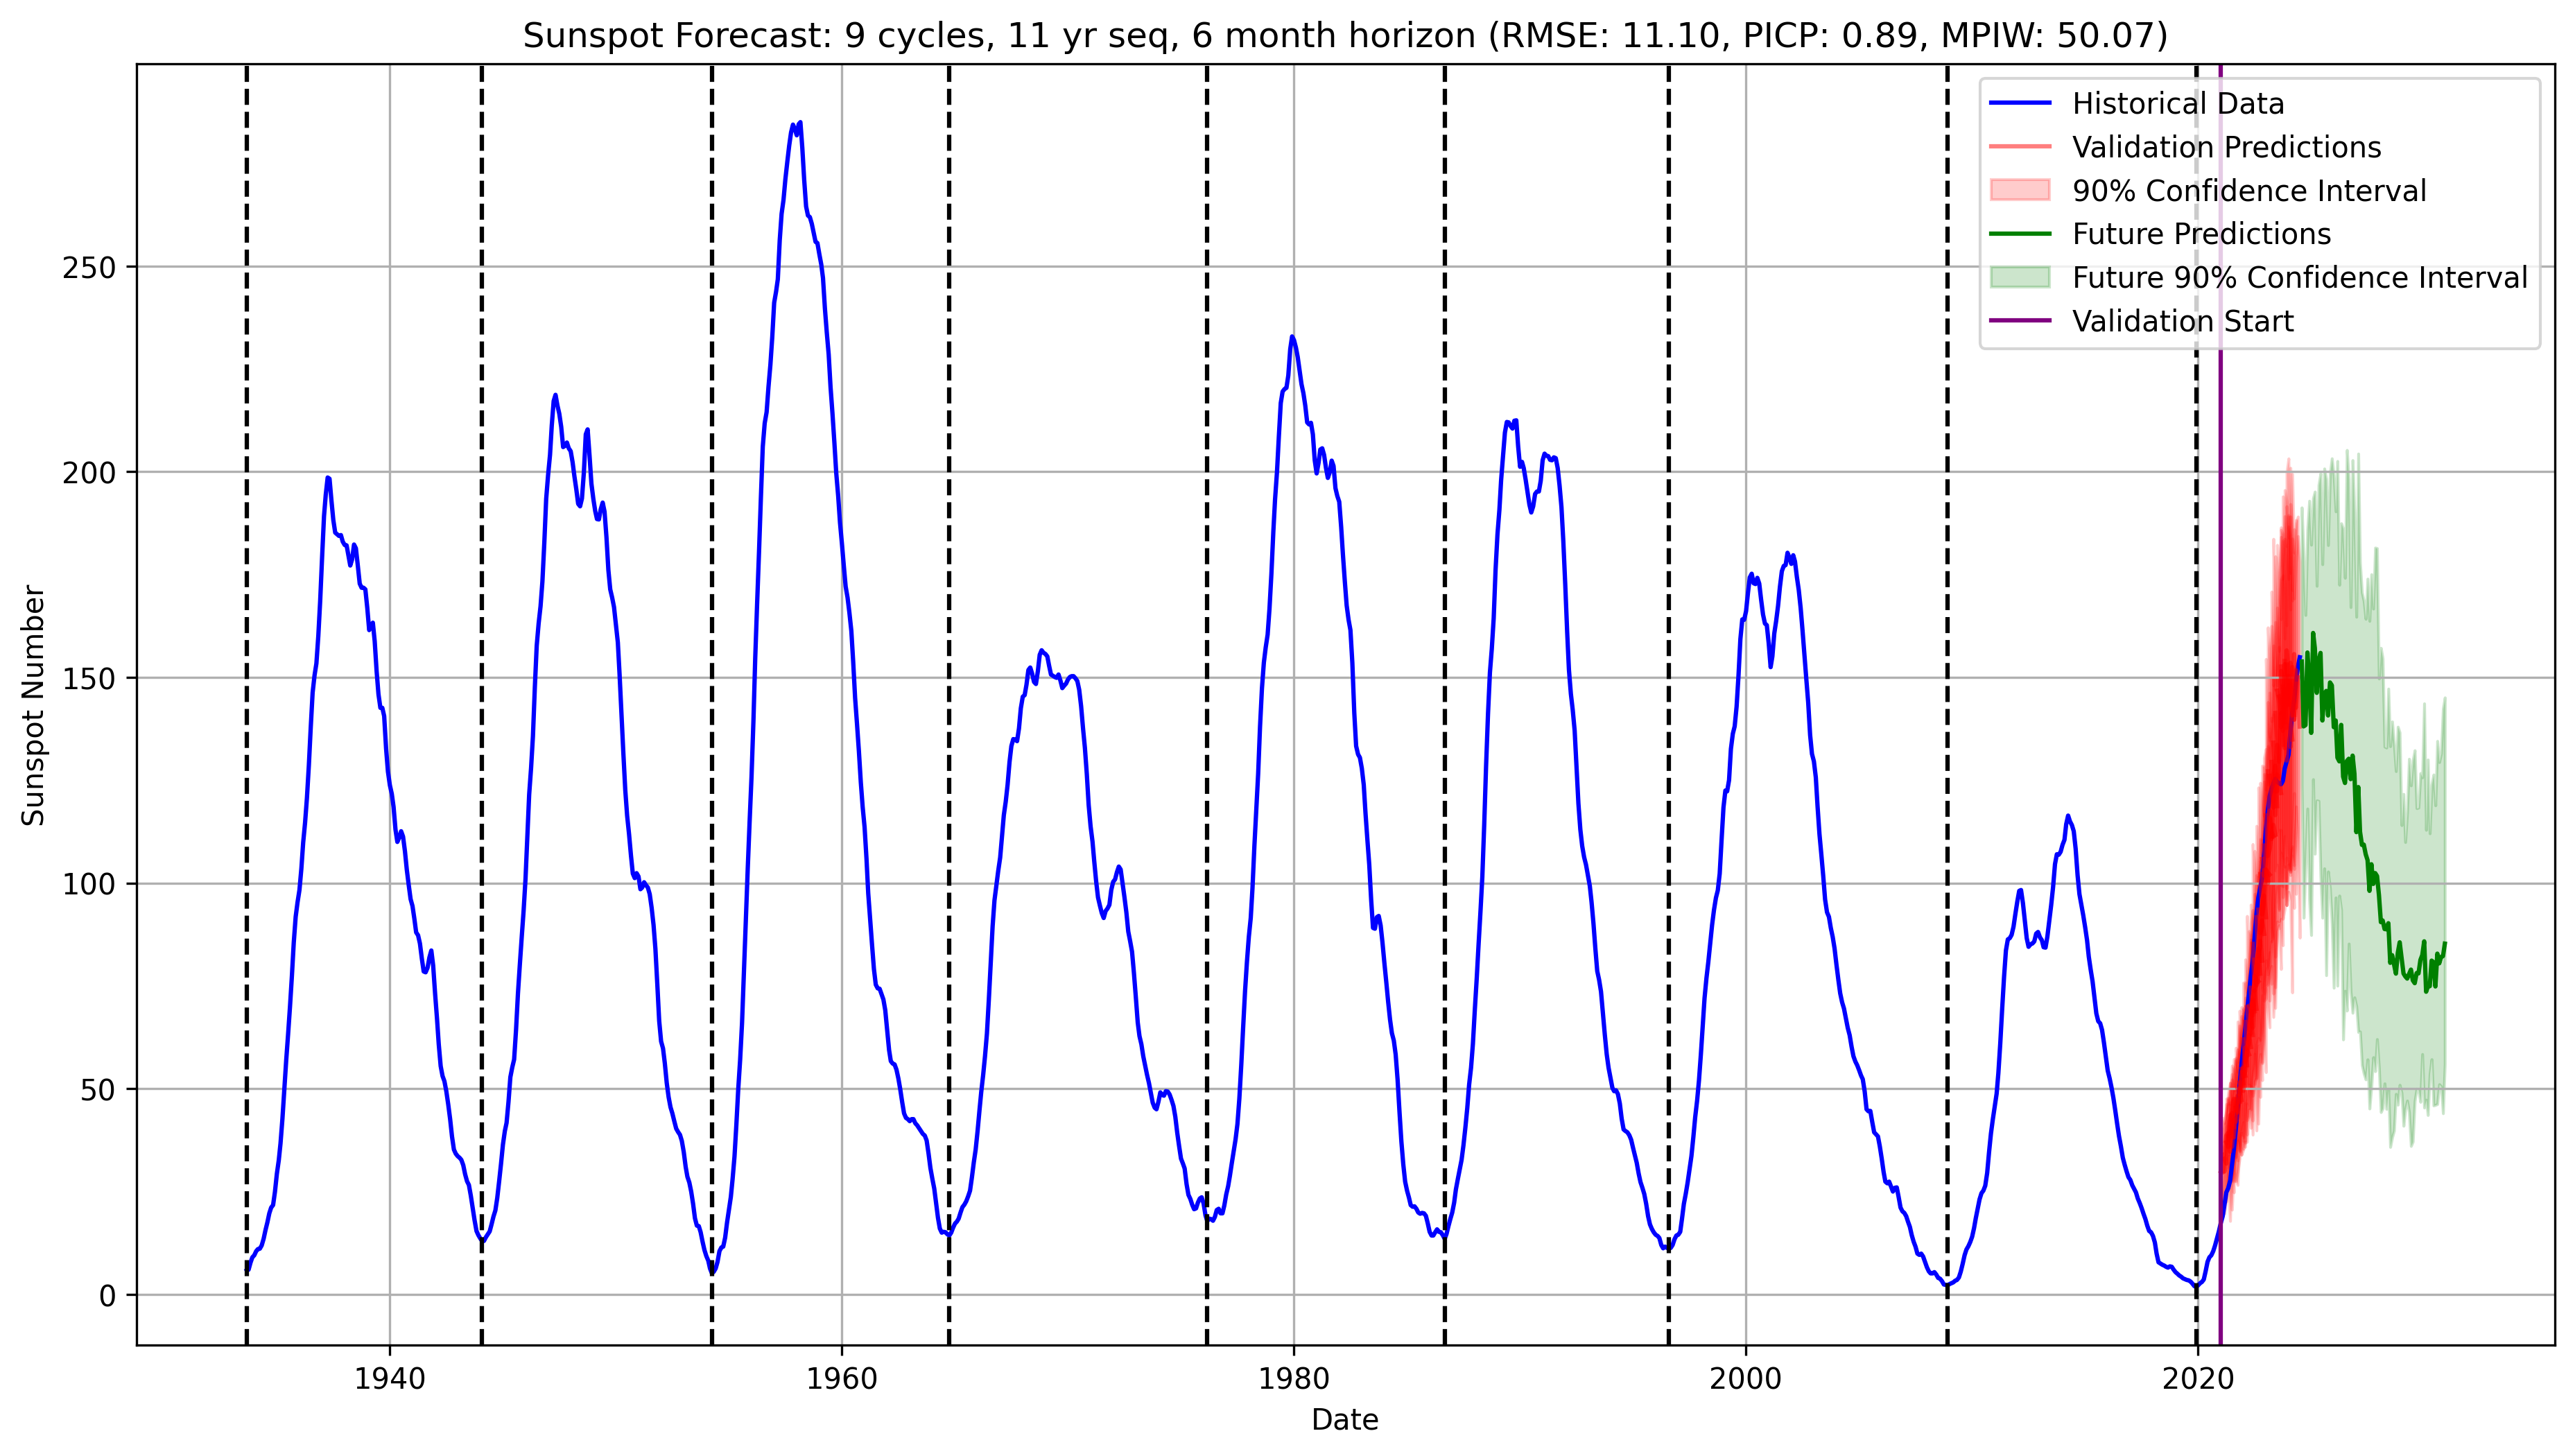 Sunspot Forecast: 9 cycles, 11 yr seq, 6 month horizon (RMSE: 11.10, PICP: 0.89, MPIW: 50.07)
Historical Data
Validation Predictions
90% Confidence Interval
Future Predictions
Future 90% Confidence Interval
Validation Start
Sunspot Number
250
200
150
100
50
0
1940
1960
1980
2000
2020
Date